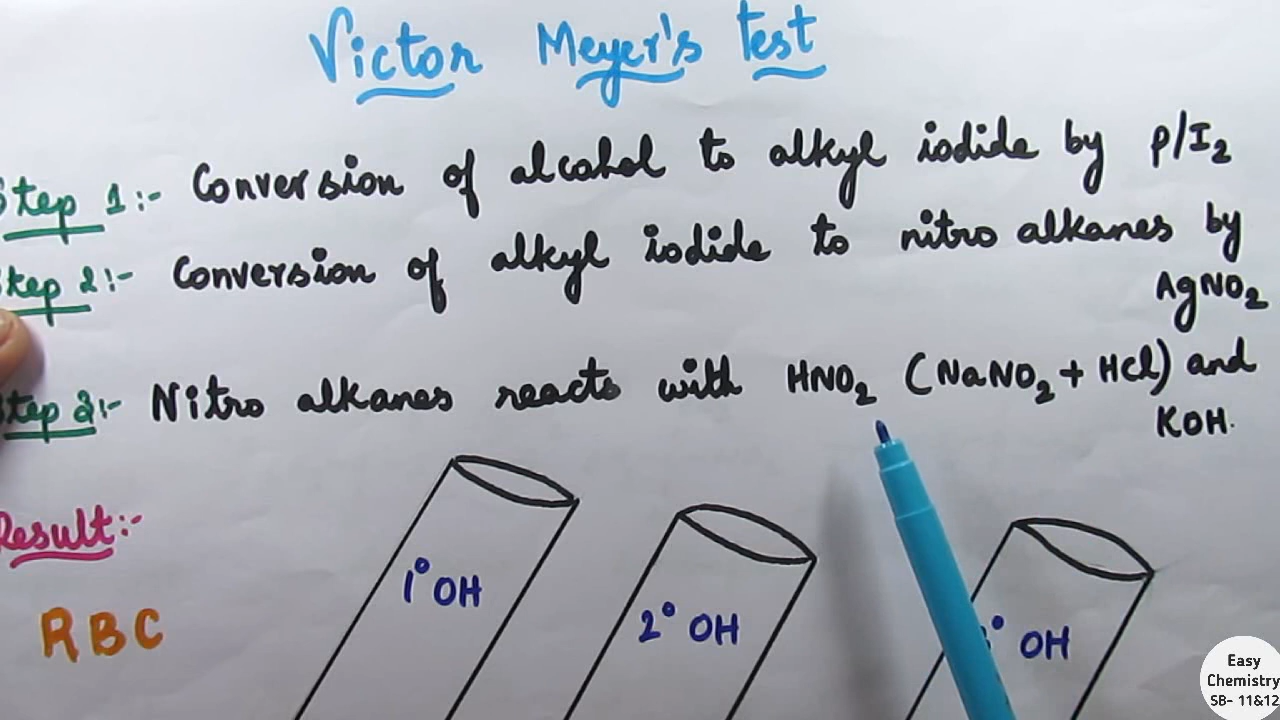 Victor Meyer's test
Step 1:- Conversion of alcohol to alkyl iodide by P/I₂
Step 2:- Conversion of alkyl iodide to nitro alkanes by
AgNO₂
Step 3:- Nitro alkanes reacts with HNO₂ (NaNO₂ + HCl) and
KOH.
Result:-
1° OH
2° OH
° OH
RBC
Easy
Chemistry
SB- 11&12